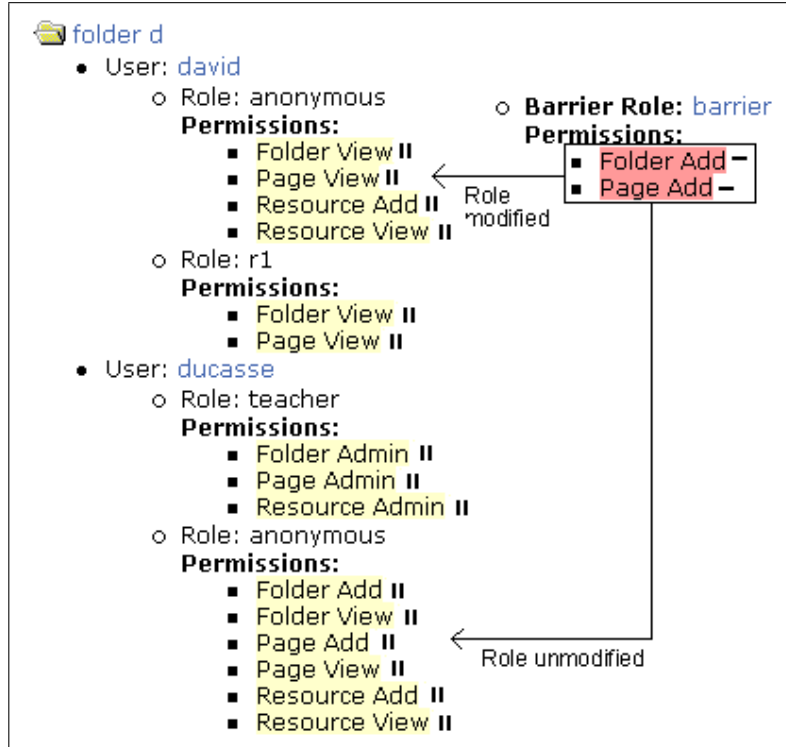 folder d
User: david
Role: anonymous
Permissions:
Folder View
Page View
Resource Add
Resource View
Role: r1
Permissions:
Folder View
Page View
User: ducasse
Role: teacher
Permissions:
Folder Admin
Page Admin
Resource Admin
Role: anonymous
Permissions:
Folder Add
Folder View
Page Add
Page View
Resource Add
Resource View
Barrier Role: barrier
Permissions:
Folder Add
Page Add
Role
modified
Role unmodified